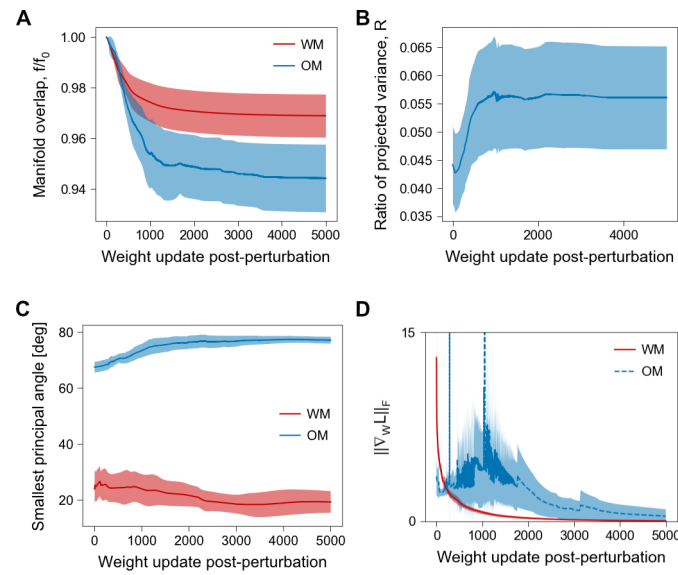 A
Manifold overlap, f/f₀
1.00
0.98
0.96
0.94
WM
OM
0
1000
2000
3000
4000
5000
Weight update post-perturbation
B
Ratio of projected variance, R
0.065
0.060
0.055
0.050
0.045
0.040
0.035
0
2000
4000
Weight update post-perturbation
C
Smallest principal angle [deg]
80
60
40
20
WM
OM
0
1000
2000
3000
4000
5000
Weight update post-perturbation
D
||∇_W L||_F
15
0
WM
OM
0
1000
2000
3000
4000
5000
Weight update post-perturbation